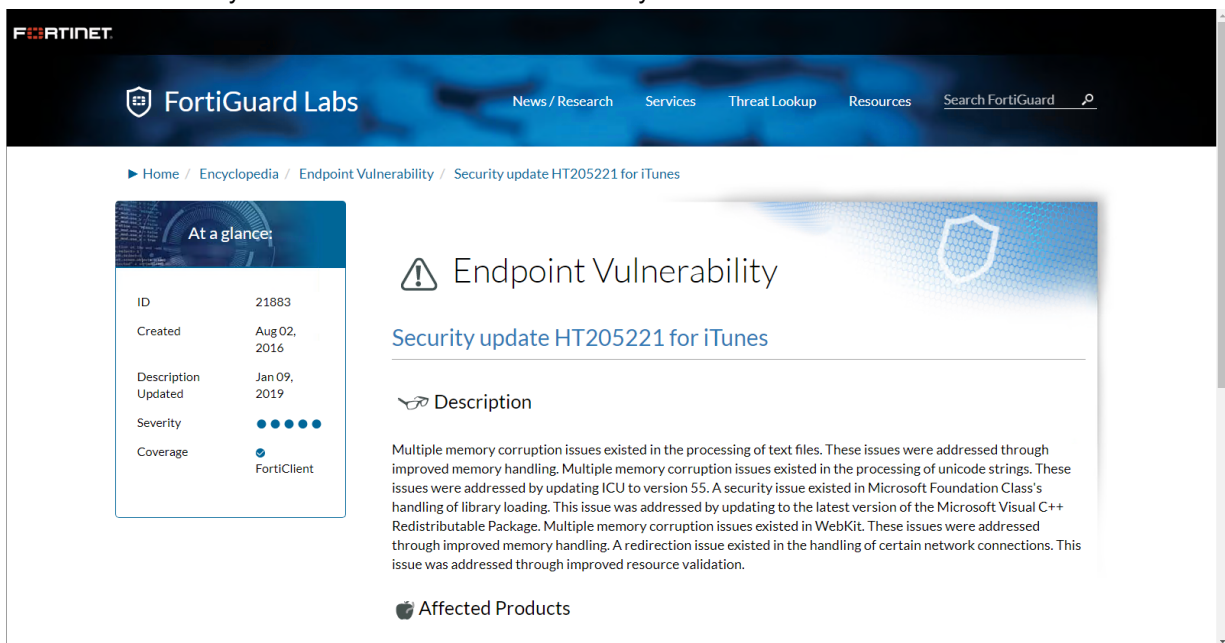 FORTINET
FortiGuard Labs
News / Research Services Threat Lookup Resources Search FortiGuard
Home / Encyclopedia / Endpoint Vulnerability / Security update HT205221 for iTunes
At a glance:
ID 21883
Created Aug 02,
2016
Description Jan 09,
Updated 2019
Severity
Coverage
FortiClient
Endpoint Vulnerability
Security update HT205221 for iTunes
Description
Multiple memory corruption issues existed in the processing of text files. These issues were addressed through
improved memory handling. Multiple memory corruption issues existed in the processing of unicode strings. These
issues were addressed by updating ICU to version 55. A security issue existed in Microsoft Foundation Class's
handling of library loading. This issue was addressed by updating to the latest version of the Microsoft Visual C++
Redistributable Package. Multiple memory corruption issues existed in WebKit. These issues were addressed
through improved memory handling. A redirection issue existed in the handling of certain network connections. This
issue was addressed through improved resource validation.
Affected Products